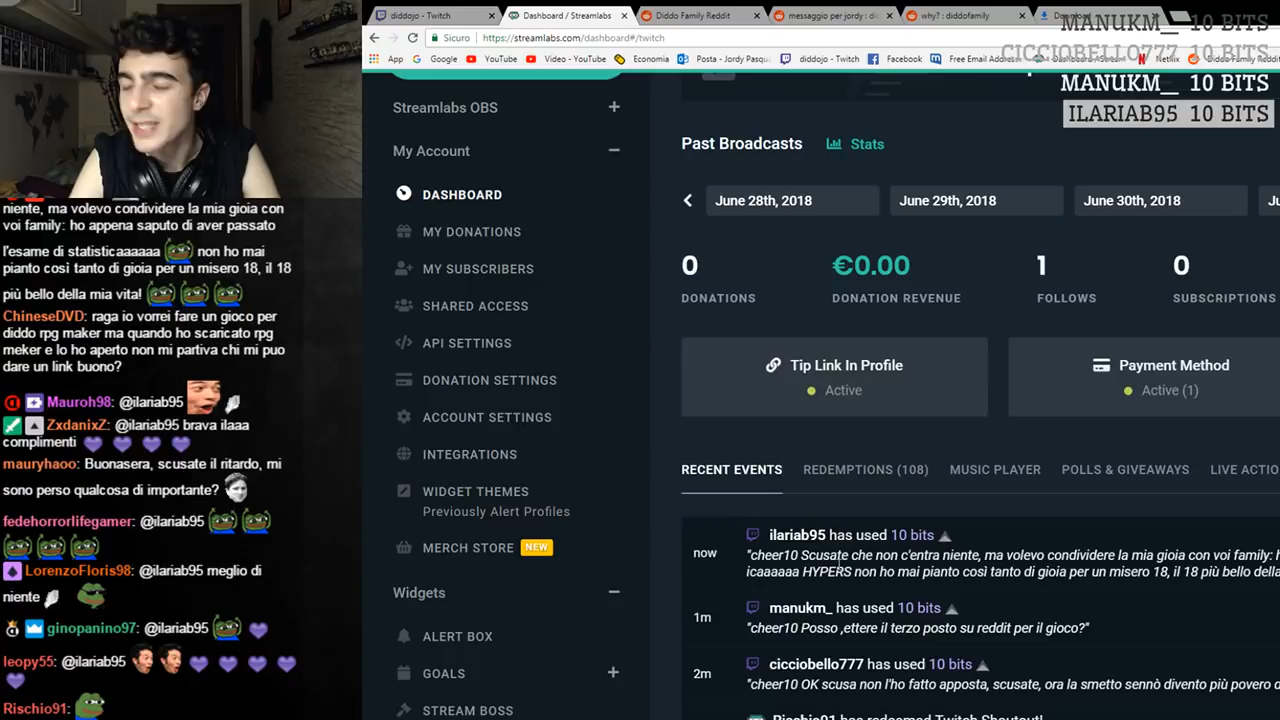 diddojo - Twitch
Dashboard / Streamlabs
Diddo Family Reddit
messaggio per jordy : di
why? : diddofamily
Sicuro
https://streamlabs.com/dashboard#/twitch
App
Google
YouTube
Video - YouTube
Economia
Posta - Jordy Pasqu
diddojo - Twitch
Facebook
Free Email Addres
MANUKM_ 10 BITS
CICCIOBELLO777 10 BITS
MANUKM_ 10 BITS
ILARIAB95 10 BITS
niente, ma volevo condividere la mia gioia con
voi family: ho appena saputo di aver passato
l'esame di statisticaaaaaa non ho mai
pianto così tanto di gioia per un misero 18, il 18
più bello della mia vita!
ChineseDVD: raga io vorrei fare un gioco per
diddo rpg maker ma quando ho scaricato rpg
meker e lo ho aperto non mi partiva chi mi puo
dare un link buono?
Mauroh98: @ilariab95
ZxdanixZ: @ilariab95 brava ilaaa
complimenti
mauryhaoo: Buonasera, scusate il ritardo, mi
sono perso qualcosa di importante?
fedehorrorlifegamer: @ilariab95
LorenzoFloris98: @ilariab95 meglio di
niente
ginopanino97: @ilariab95
leopy55: @ilariab95
Rischio91:
Streamlabs OBS
My Account
DASHBOARD
MY DONATIONS
MY SUBSCRIBERS
SHARED ACCESS
API SETTINGS
DONATION SETTINGS
ACCOUNT SETTINGS
INTEGRATIONS
WIDGET THEMES
Previously Alert Profiles
MERCH STORE NEW
Widgets
ALERT BOX
GOALS
STREAM BOSS
Past Broadcasts Stats
June 28th, 2018 June 29th, 2018 June 30th, 2018
0 €0.00 1 0
DONATIONS DONATION REVENUE FOLLOWS SUBSCRIPTIONS
Tip Link In Profile
Active
Payment Method
Active (1)
RECENT EVENTS REDEMPTIONS (108) MUSIC PLAYER POLLS & GIVEAWAYS LIVE ACTIO
now
ilariab95 has used 10 bits
"cheer10 Scusate che non c'entra niente, ma volevo condividere la mia gioia con voi family: h
icaaaaaa HYPERS non ho mai pianto così tanto di gioia per un misero 18, il 18 più bello della
1m
manukm_ has used 10 bits
"cheer10 Posso ,ettere il terzo posto su reddit per il gioco?"
2m
cicciobello777 has used 10 bits
"cheer10 OK scusa non l'ho fatto apposta, scusate, ora la smetto sennò divento più povero d
Rischio91 has redeemed Twitch Shoutout!